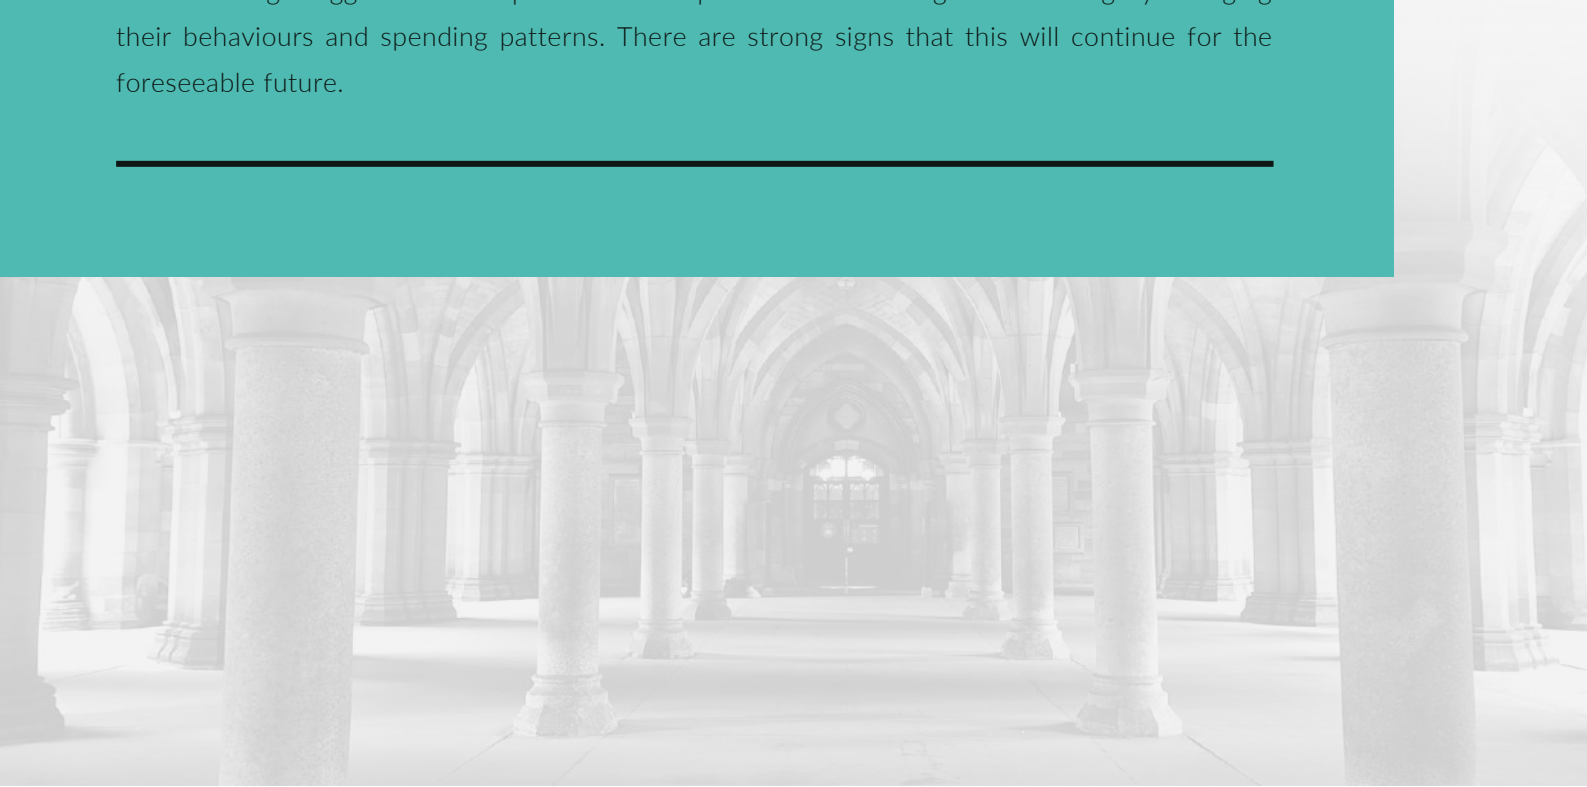 their behaviours and spending patterns. There are strong signs that this will continue for the
foreseeable future.